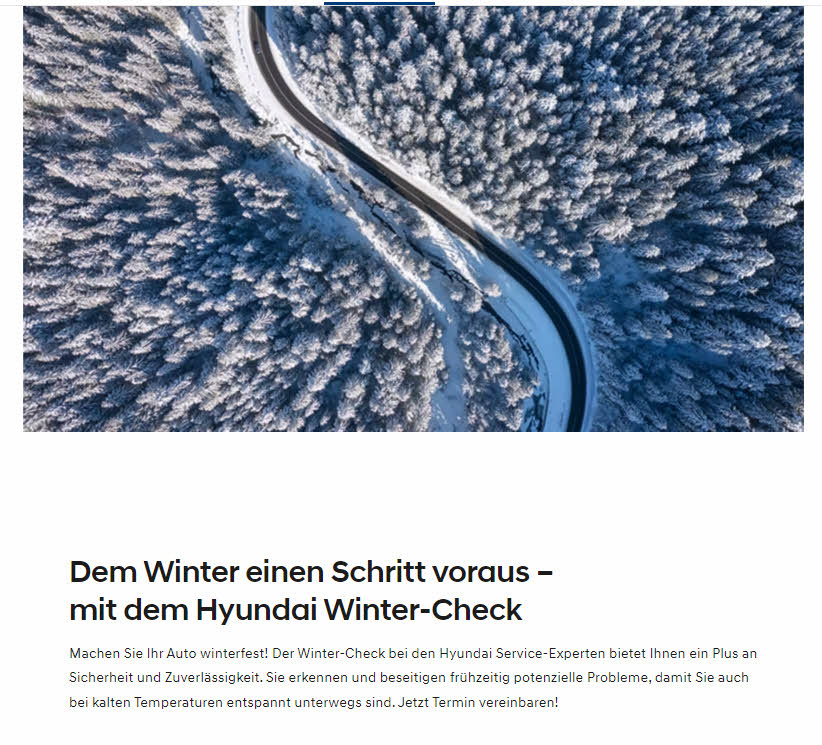 Dem Winter einen Schritt voraus –
mit dem Hyundai Winter-Check
Machen Sie Ihr Auto winterfest! Der Winter-Check bei den Hyundai Service-Experten bietet Ihnen ein Plus an
Sicherheit und Zuverlässigkeit. Sie erkennen und beseitigen frühzeitig potenzielle Probleme, damit Sie auch
bei kalten Temperaturen entspannt unterwegs sind. Jetzt Termin vereinbaren!